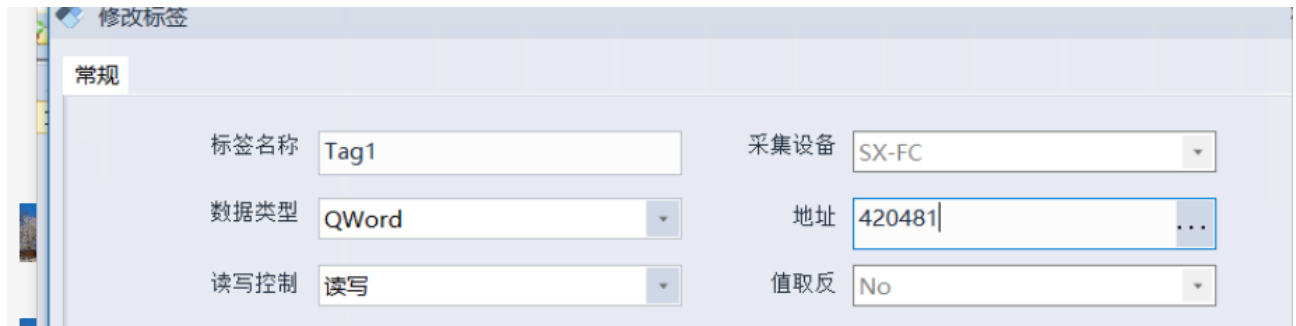 修改标签
常规
标签名称 Tag1 采集设备 SX-FC
数据类型 QWord 地址 420481 ...
读写控制 读写 值取反 No